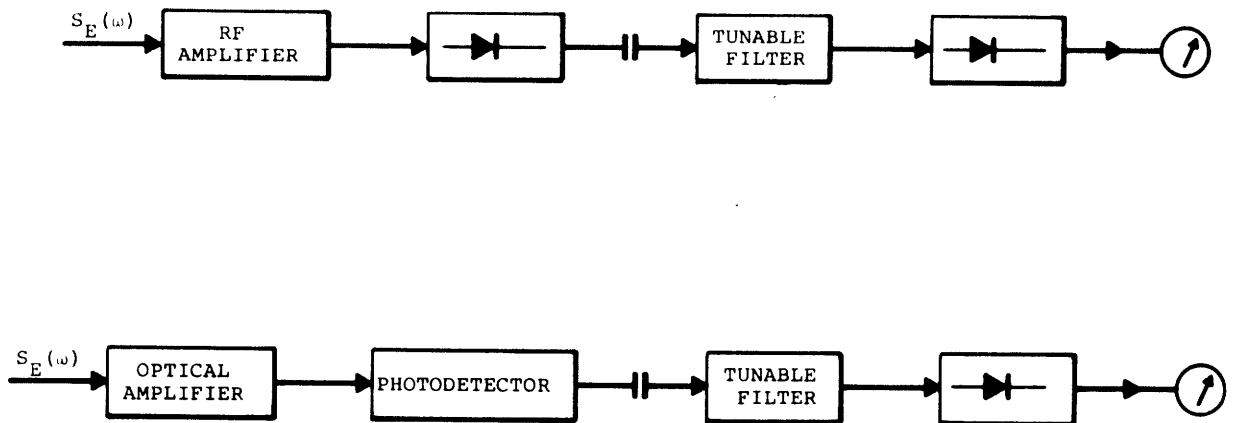 S_E(ω)
RF
AMPLIFIER
TUNABLE
FILTER
S_E(ω)
OPTICAL
AMPLIFIER
PHOTODETECTOR
TUNABLE
FILTER